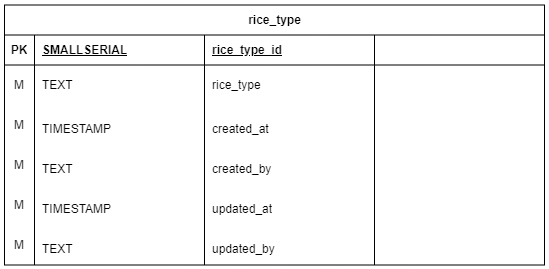 rice_type
PK SMALLSERIAL rice_type_id
M TEXT rice_type
M TIMESTAMP created_at
M TEXT created_by
M TIMESTAMP updated_at
M TEXT updated_by